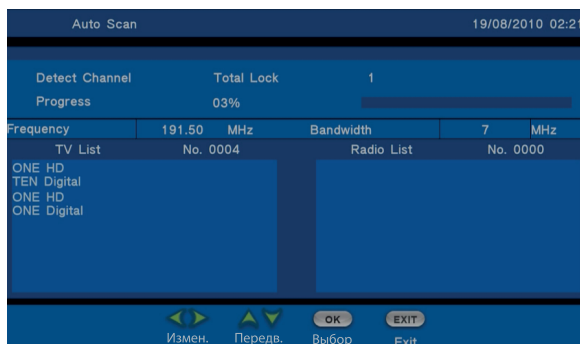 Auto Scan 19/08/2010 02:21
Detect Channel Total Lock 1
Progress 03%
Frequency 191.50 MHz Bandwidth 7 MHz
TV List No. 0004 Radio List No. 0000
ONE HD
TEN Digital
ONE HD
ONE Digital
OK EXIT
Измен. Передв. Выбор Exit